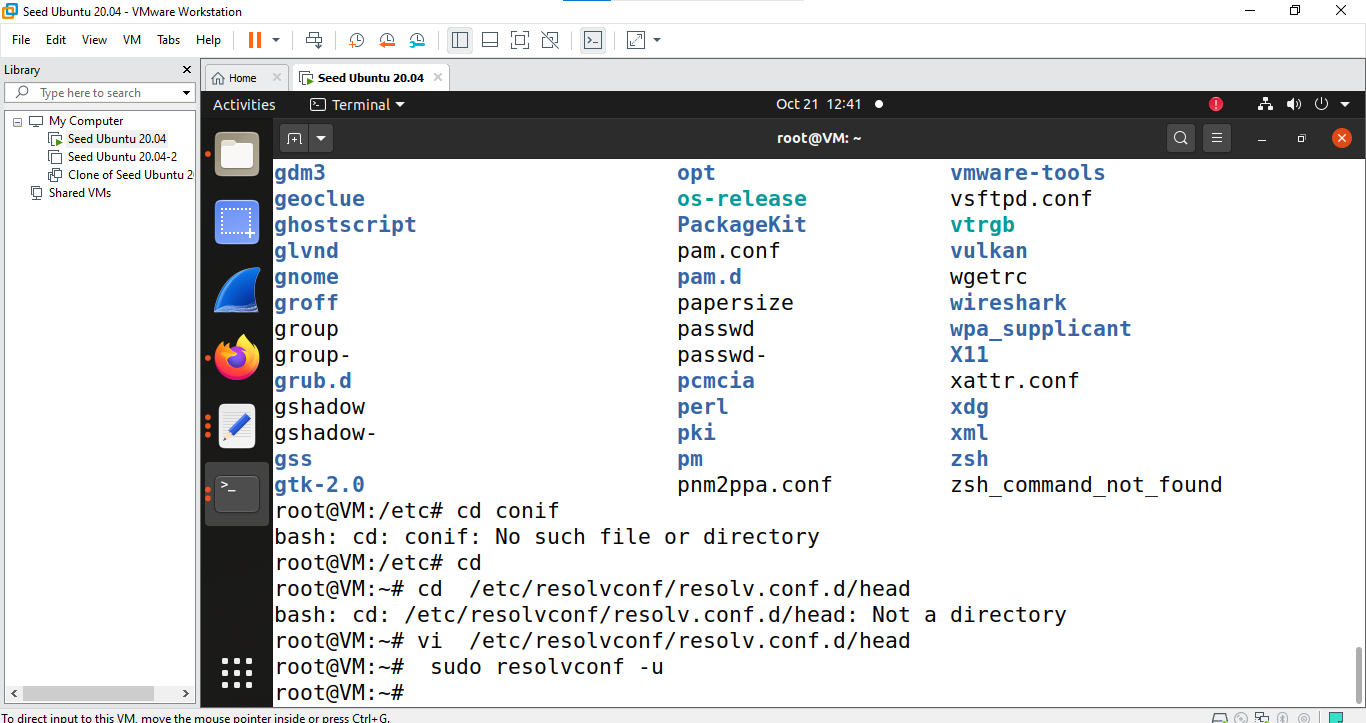 Seed Ubuntu 20.04 - VMware Workstation
File Edit View VM Tabs Help
Library
Type here to search
My Computer
Seed Ubuntu 20.04
Seed Ubuntu 20.04-2
Clone of Seed Ubuntu 2
Shared VMs
Home
Seed Ubuntu 20.04
Activities Terminal Oct 21 12:41
root@VM: ~
gdm3 opt vmware-tools
geoclue os-release vsftpd.conf
ghostscript PackageKit vtrgb
glvnd pam.conf vulkan
gnome pam.d wgetrc
groff papersize wireshark
group passwd wpa_supplicant
group- passwd- X11
grub.d pcmcia xattr.conf
gshadow perl xdg
gshadow- pki xml
gss pm zsh
gtk-2.0 pnm2ppa.conf zsh_command_not_found
root@VM:/etc# cd conif
bash: cd: conif: No such file or directory
root@VM:/etc# cd
root@VM:~# cd  /etc/resolvconf/resolv.conf.d/head
bash: cd: /etc/resolvconf/resolv.conf.d/head: Not a directory
root@VM:~# vi  /etc/resolvconf/resolv.conf.d/head
root@VM:~#  sudo resolvconf -u
root@VM:~#
To direct input to this VM, move the mouse pointer inside or press Ctrl+G.